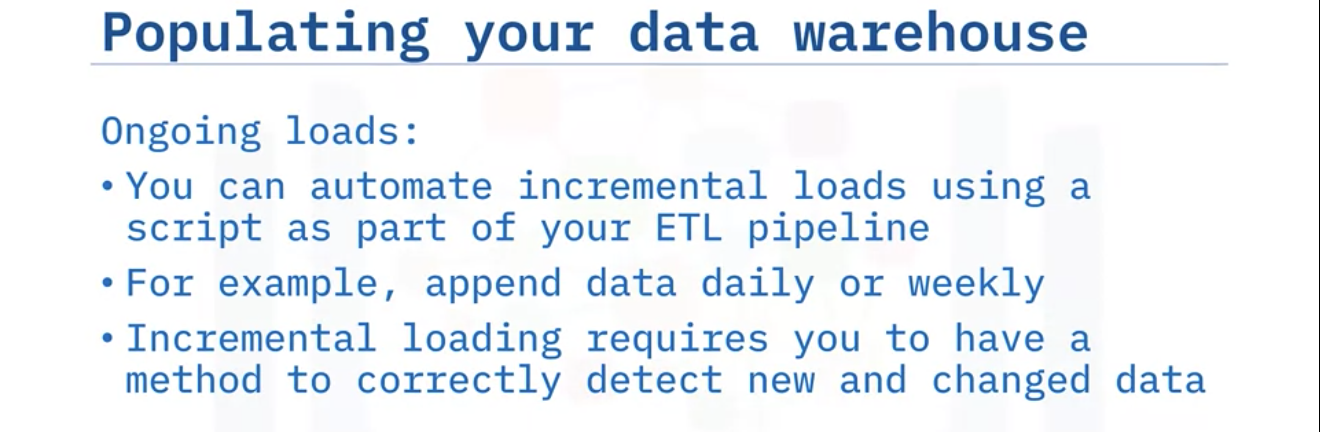 Populating your data warehouse
Ongoing loads:
• You can automate incremental loads using a
script as part of your ETL pipeline
• For example, append data daily or weekly
• Incremental loading requires you to have a
method to correctly detect new and changed data